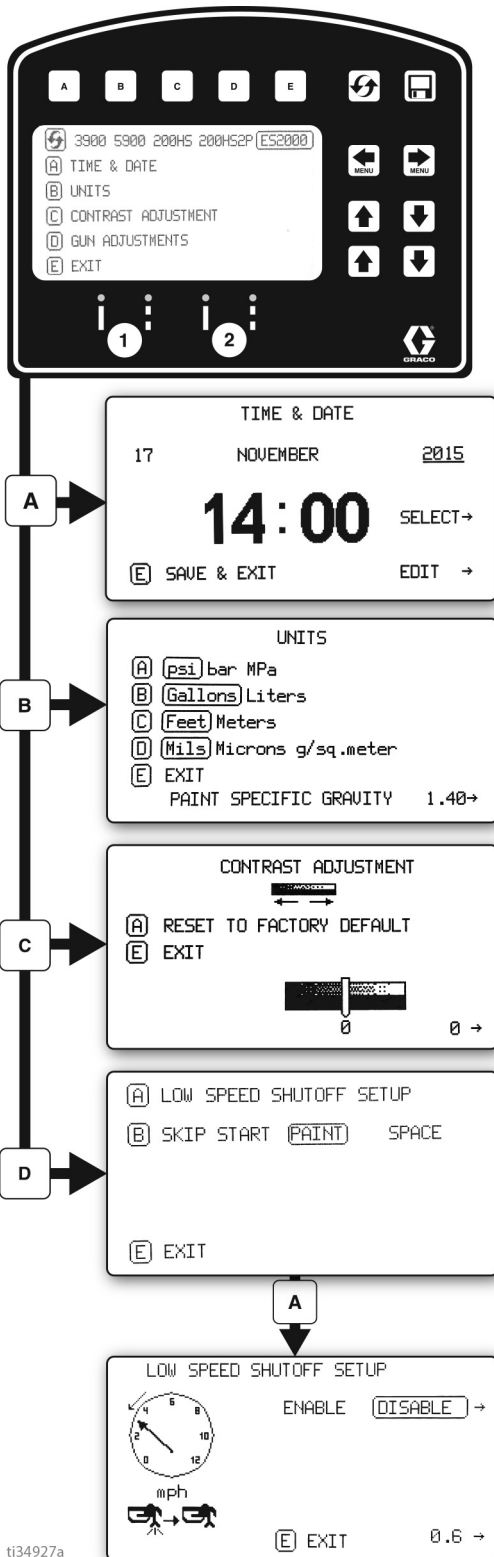 A B C D E
3900 5900 200HS 200HS2P ES2000
A TIME & DATE
B UNITS
C CONTRAST ADJUSTMENT
D GUN ADJUSTMENTS
E EXIT
MENU MENU
1 2
GRACO
A
TIME & DATE
17 NOVEMBER 2015
14:00
SELECT→
E SAVE & EXIT EDIT →
B
UNITS
A psi bar MPa
B Gallons Liters
C Feet Meters
D Mils Microns g/sq.meter
E EXIT
PAINT SPECIFIC GRAVITY 1.40→
C
CONTRAST ADJUSTMENT
A RESET TO FACTORY DEFAULT
E EXIT
0 0 →
D
A LOW SPEED SHUTOFF SETUP
B SKIP START PAINT SPACE
E EXIT
A
LOW SPEED SHUTOFF SETUP
ENABLE DISABLE →
0 2 4 6 8 10 12
mph
E EXIT 0.6 →
ti34927a